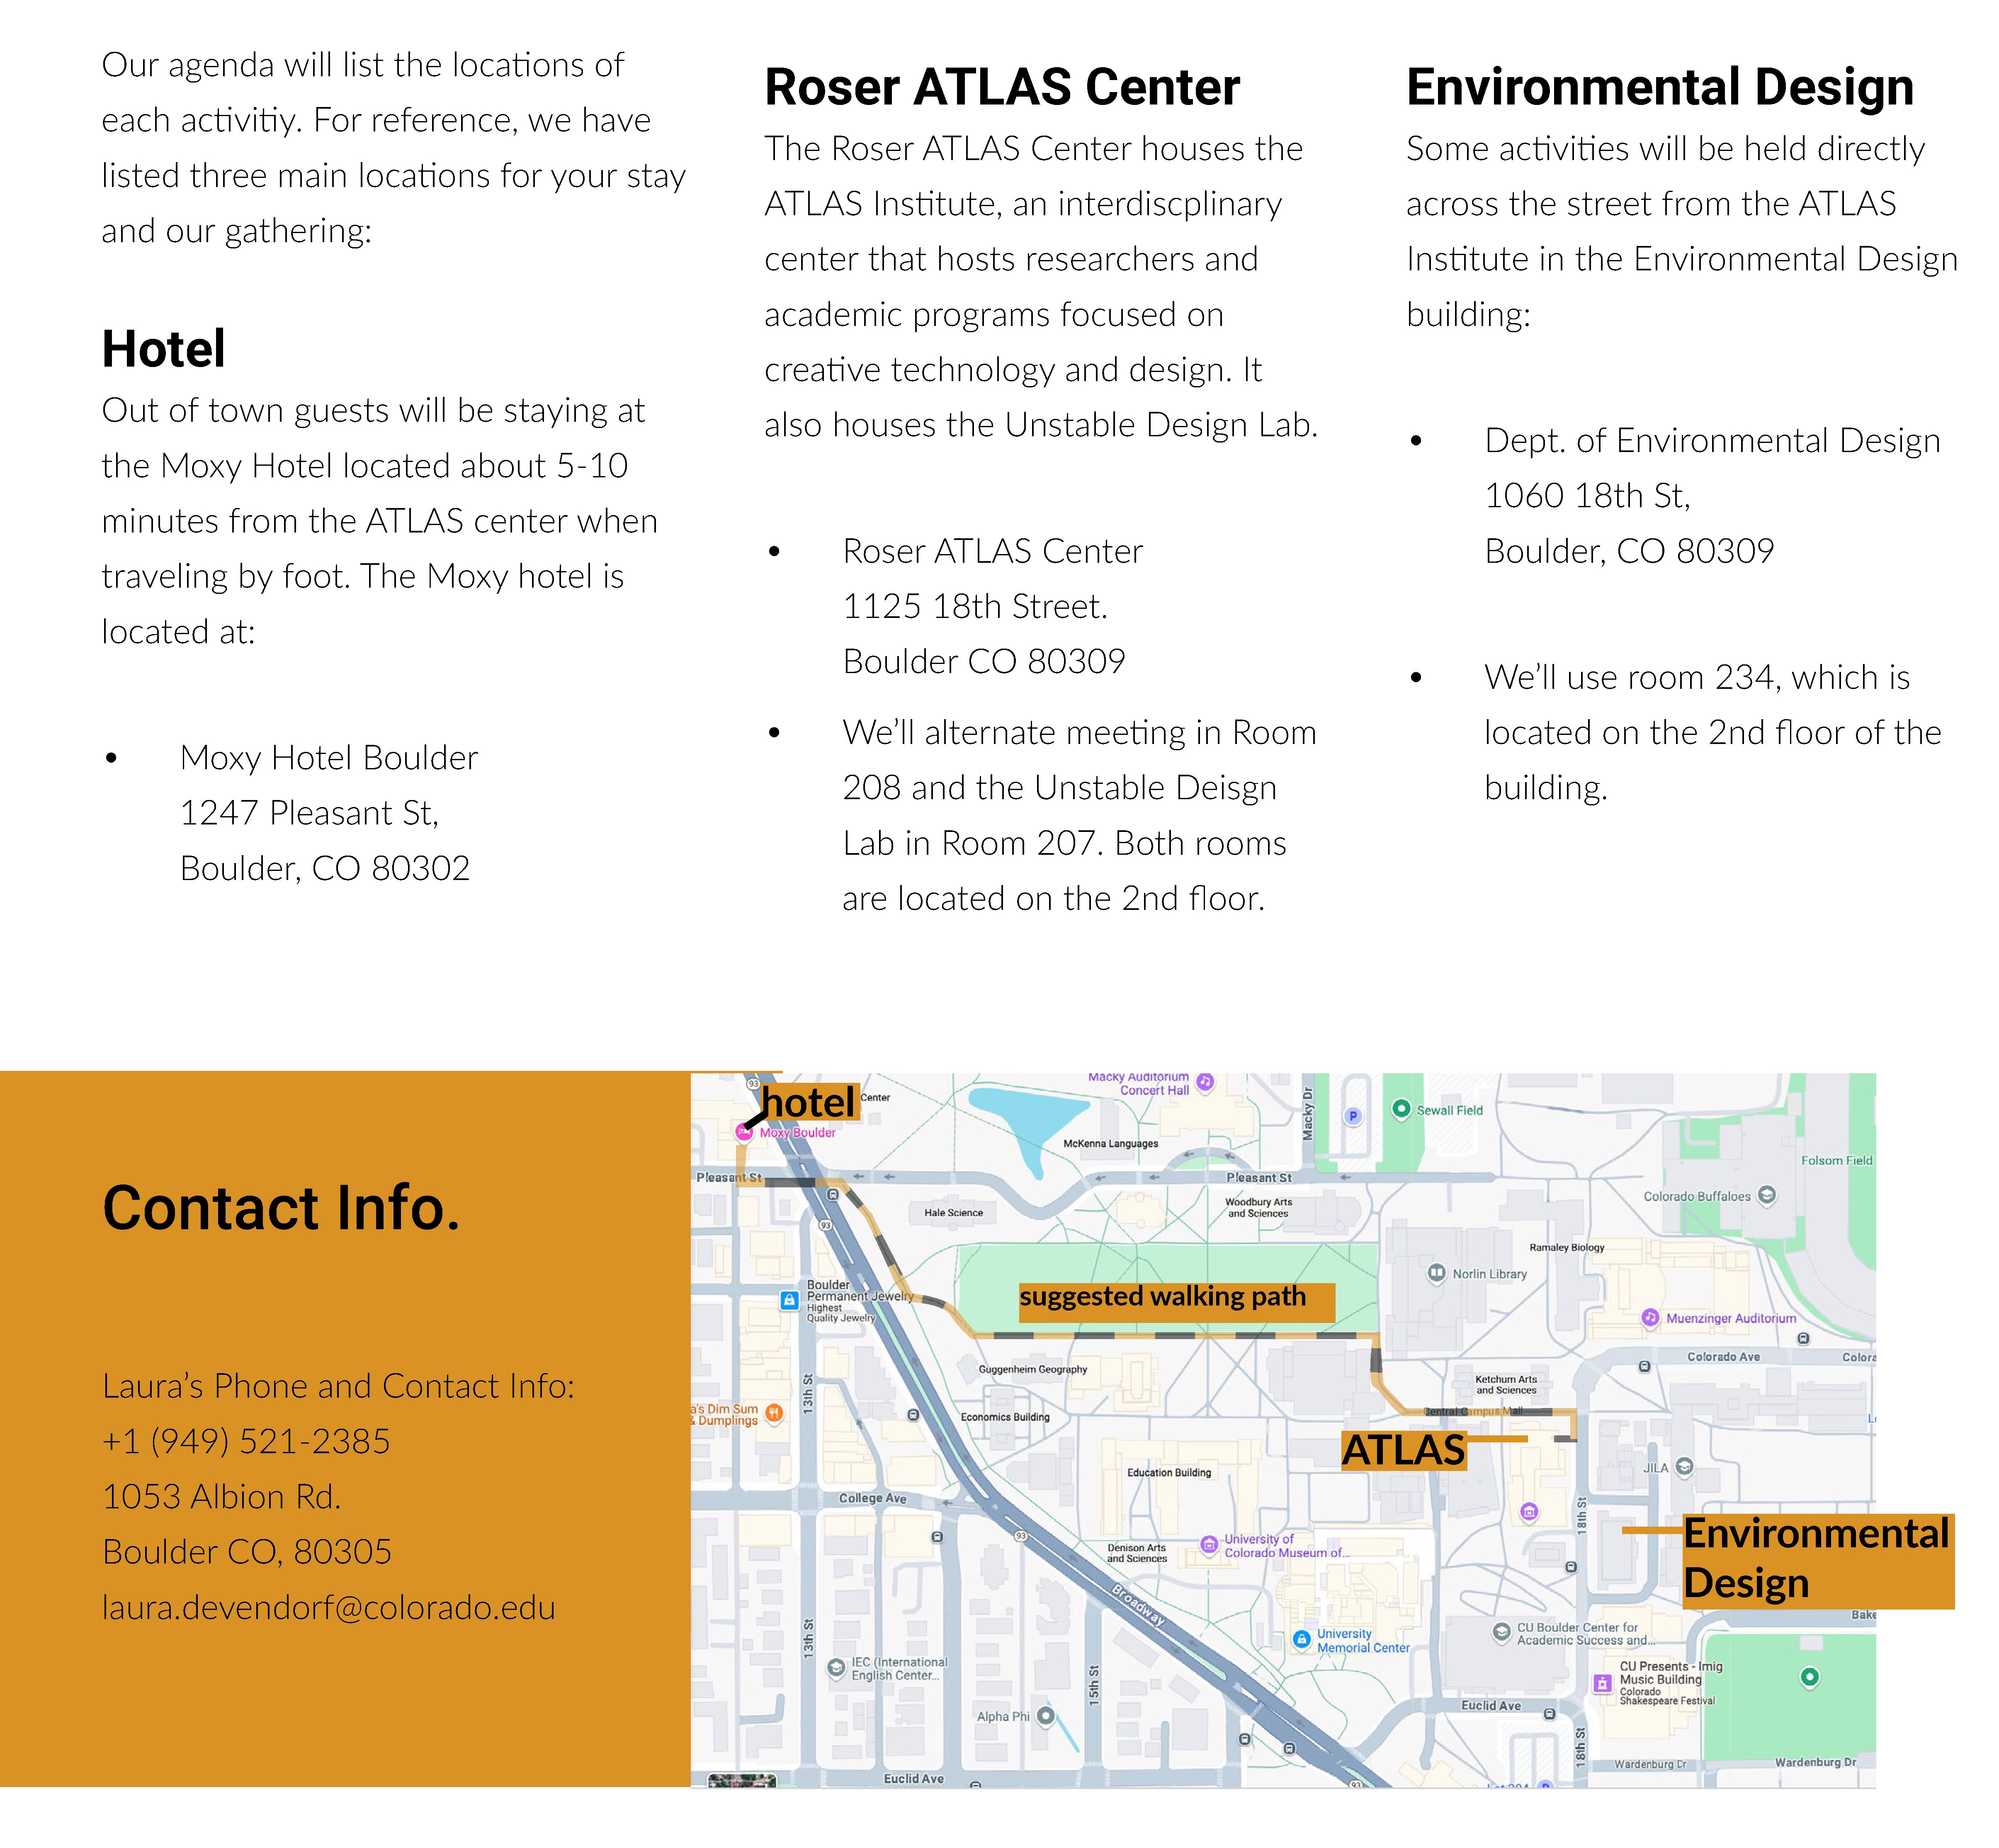 Our agenda will list the locations of
each activitiy. For reference, we have
listed three main locations for your stay
and our gathering:
Hotel
Out of town guests will be staying at
the Moxy Hotel located about 5-10
minutes from the ATLAS center when
traveling by foot. The Moxy hotel is
located at:
• Moxy Hotel Boulder
1247 Pleasant St,
Boulder, CO 80302
Roser ATLAS Center
The Roser ATLAS Center houses the
ATLAS Institute, an interdiscplinary
center that hosts researchers and
academic programs focused on
creative technology and design. It
also houses the Unstable Design Lab.
• Roser ATLAS Center
1125 18th Street.
Boulder CO 80309
• We'll alternate meeting in Room
208 and the Unstable Deisgn
Lab in Room 207. Both rooms
are located on the 2nd floor.
Environmental Design
Some activities will be held directly
across the street from the ATLAS
Institute in the Environmental Design
building:
• Dept. of Environmental Design
1060 18th St,
Boulder, CO 80309
• We'll use room 234, which is
located on the 2nd floor of the
building.
Contact Info.
Laura's Phone and Contact Info:
+1 (949) 521-2385
1053 Albion Rd.
Boulder CO, 80305
laura.devendorf@colorado.edu
93
hotel
Center
Moxy Boulder
Macky Auditorium
Concert Hall
Macky Dr
P
Sewall Field
McKenna Languages
Folsom Field
Pleasant St
Pleasant St
Colorado Buffaloes
Hale Science
Woodbury Arts
and Sciences
93
Ramaley Biology
Norlin Library
Boulder
Permanent Jewelry
Highest
Quality Jewelry
suggested walking path
Muenzinger Auditorium
Colorado Ave
Colora
Guggenheim Geography
Ketchum Arts
and Sciences
13th St
a's Dim Sum
& Dumplings
Economics Building
Central Campus Mall
ATLAS
Education Building
JILA
College Ave
93
18th St
University of
Colorado Museum of...
Denison Arts
and Sciences
Environmental
Design
Broadway
Bake
13th St
University
Memorial Center
CU Boulder Center for
Academic Success and...
IEC (International
English Center...
15th St
CU Presents - Imig
Music Building
Colorado
Shakespeare Festival
Alpha Phi
Euclid Ave
18th St
Wardenburg Dr
Wardenburg Dr
Euclid Ave
93
P